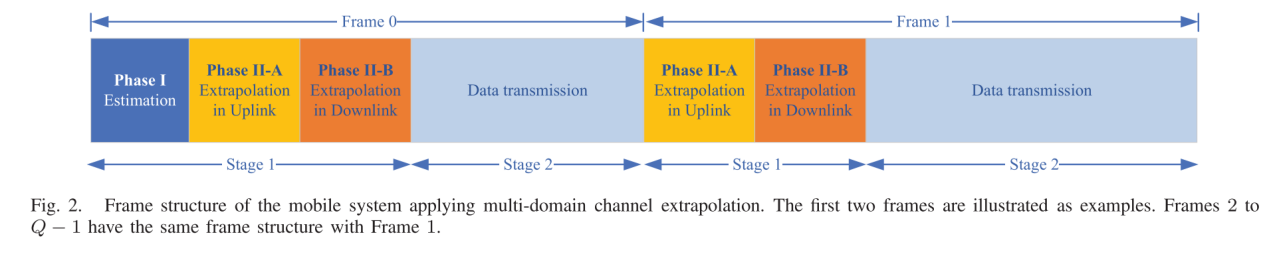 Frame 0
Frame 1
Phase I
Estimation
Phase II-A
Extrapolation
in Uplink
Phase II-B
Extrapolation
in Downlink
Data transmission
Phase II-A
Extrapolation
in Uplink
Phase II-B
Extrapolation
in Downlink
Data transmission
Stage 1
Stage 2
Stage 1
Stage 2
Fig. 2. Frame structure of the mobile system applying multi-domain channel extrapolation. The first two frames are illustrated as examples. Frames 2 to
Q − 1 have the same frame structure with Frame 1.